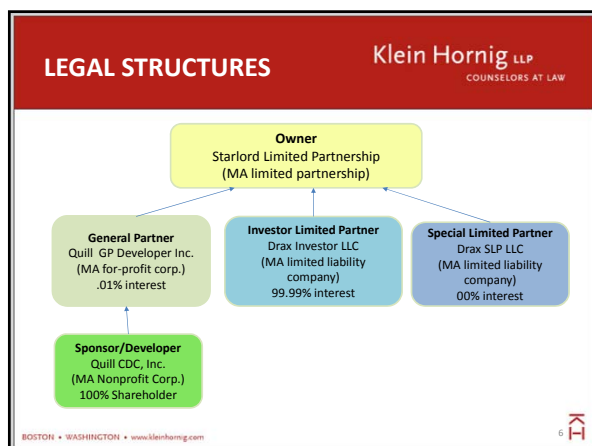 LEGAL STRUCTURES
Klein Hornig LLP
COUNSELORS AT LAW
Owner
Starlord Limited Partnership
(MA limited partnership)
General Partner
Quill GP Developer Inc.
(MA for-profit corp.)
.01% interest
Investor Limited Partner
Drax Investor LLC
(MA limited liability
company)
99.99% interest
Special Limited Partner
Drax SLP LLC
(MA limited liability
company)
00% interest
Sponsor/Developer
Quill CDC, Inc.
(MA Nonprofit Corp.)
100% Shareholder
BOSTON • WASHINGTON • www.kleinhornig.com
6
KH